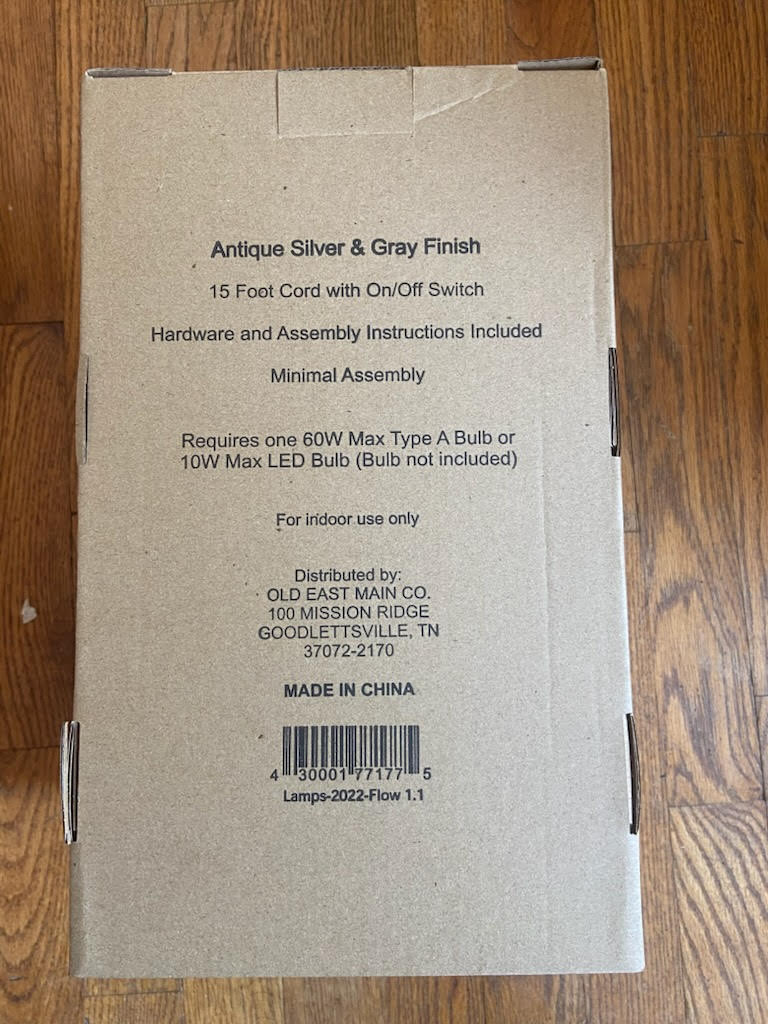 Antique Silver & Gray Finish
15 Foot Cord with On/Off Switch
Hardware and Assembly Instructions Included
Minimal Assembly
Requires one 60W Max Type A Bulb or
10W Max LED Bulb (Bulb not included)
For indoor use only
Distributed by:
OLD EAST MAIN CO.
100 MISSION RIDGE
GOODLETTSVILLE, TN
37072-2170
MADE IN CHINA
4 30001 77177 5
Lamps-2022-Flow 1.1